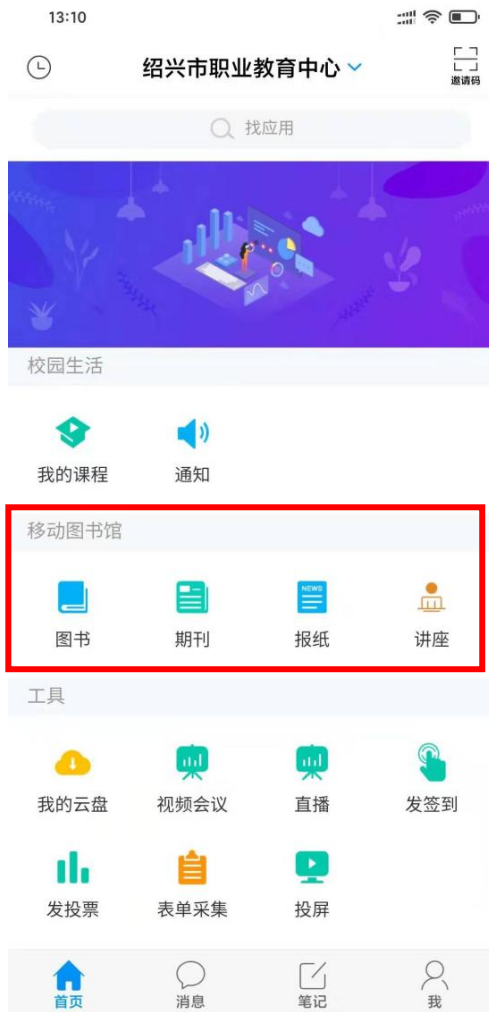 13:10
绍兴市职业教育中心
邀请码
找应用
校园生活
我的课程 通知
移动图书馆
NEWS
图书 期刊 报纸 讲座
工具
我的云盘 视频会议 直播 发签到
发投票 表单采集 投屏
首页 消息 笔记 我